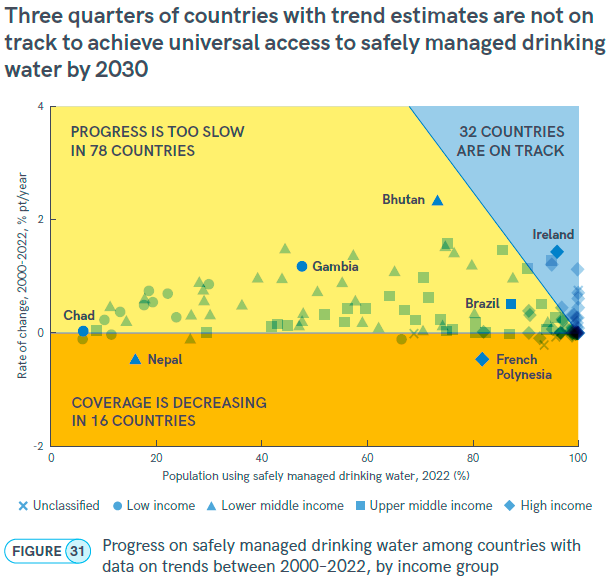 Three quarters of countries with trend estimates are not on
track to achieve universal access to safely managed drinking
water by 2030
4
PROGRESS IS TOO SLOW
IN 78 COUNTRIES
32 COUNTRIES
ARE ON TRACK
Bhutan
2
Ireland
Gambia
Brazil
Chad
0
Nepal
French
Polynesia
COVERAGE IS DECREASING
IN 16 COUNTRIES
-2
Rate of change, 2000-2022, % pt/year
0 20 40 60 80 100
Population using safely managed drinking water, 2022 (%)
Unclassified Low income Lower middle income Upper middle income High income
FIGURE 31
Progress on safely managed drinking water among countries with
data on trends between 2000–2022, by income group